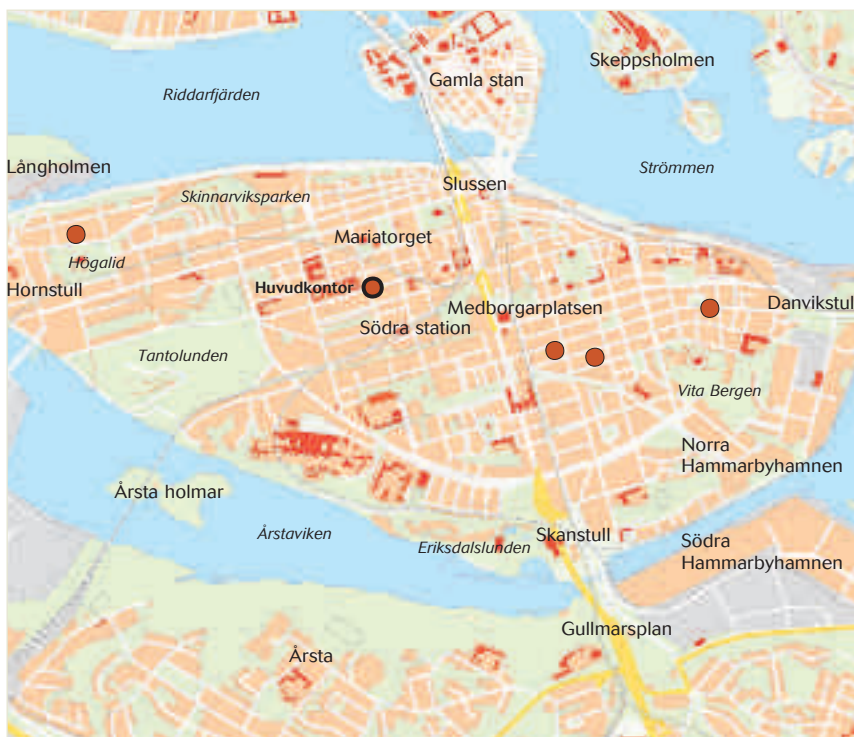 Skeppsholmen
Gamla stan
Riddarfjärden
Långholmen
Strömmen
Slussen
Skinnarviksparken
Mariatorget
Högalid
Hornstull
Huvudkontor
Medborgarplatsen
Danvikstul
Södra station
Tantolunden
Vita Bergen
Norra
Hammarbyhamnen
Årsta holmar
Årstaviken
Eriksdalslunden
Skanstull
Södra
Hammarbyhamnen
Gullmarsplan
Årsta